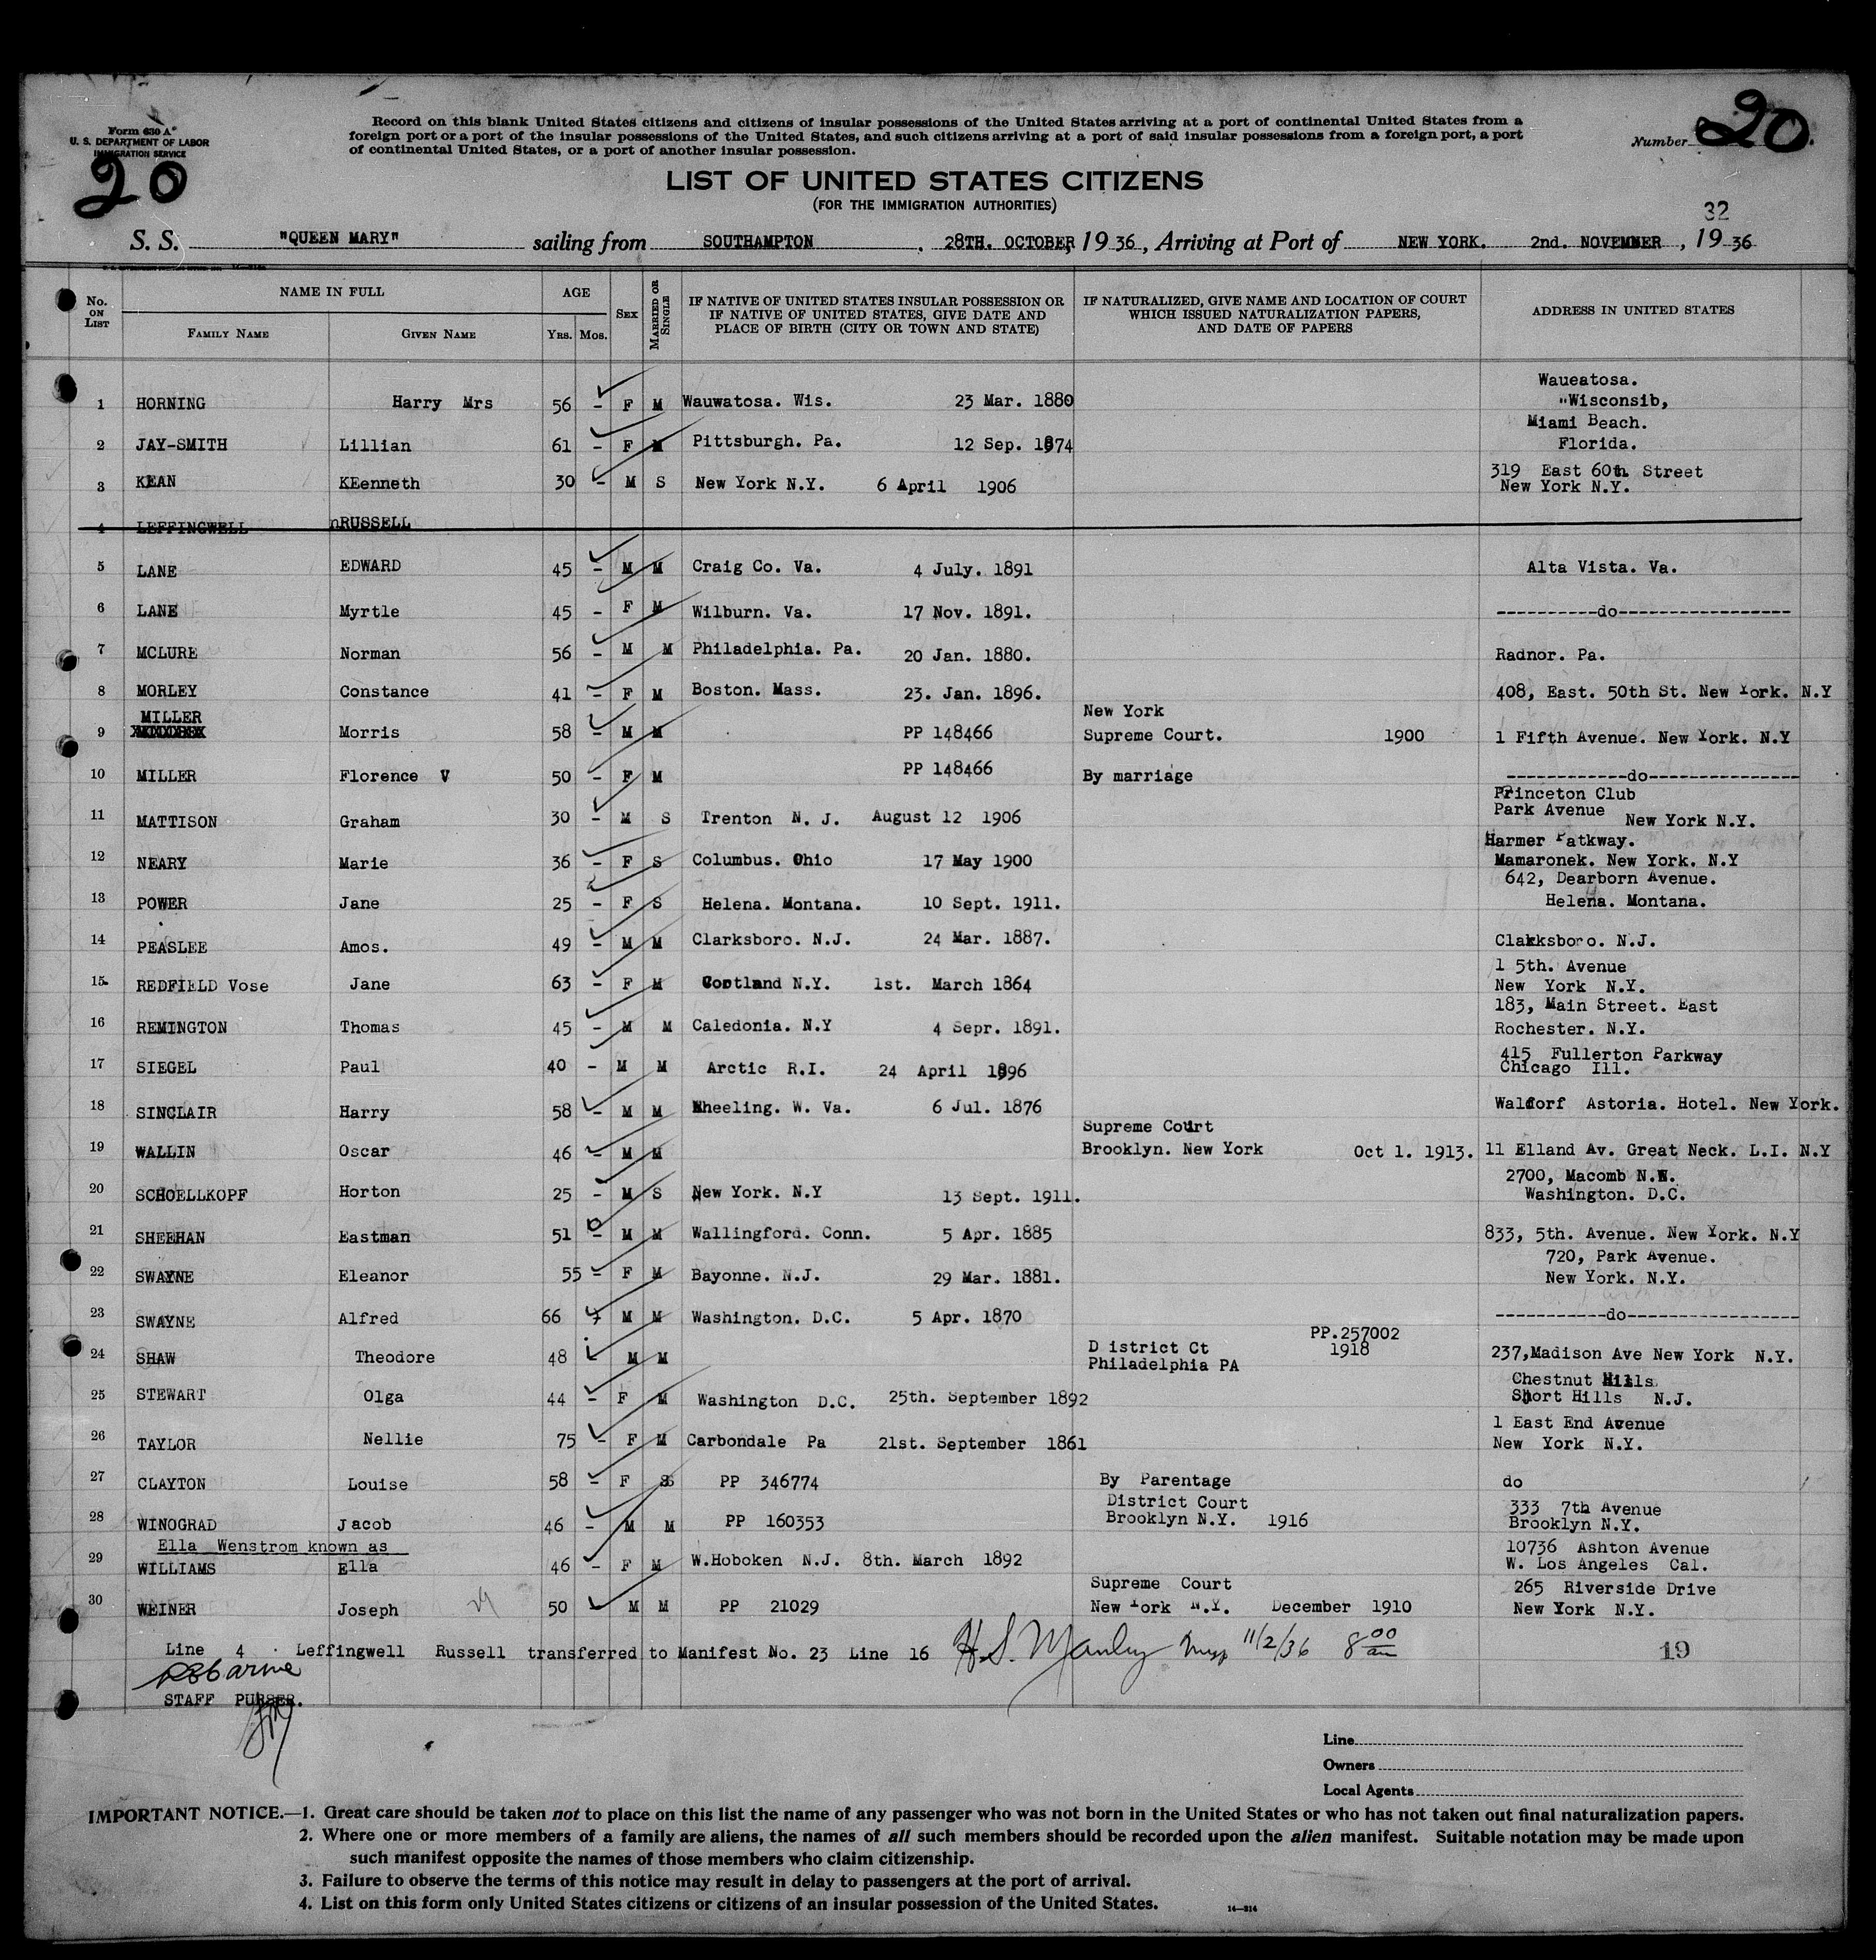 Form 630 A
U. S. DEPARTMENT OF LABOR
IMMIGRATION SERVICE
20
Record on this blank United States citizens and citizens of insular possessions of the United States arriving at a port of continental United States from a
foreign port or a port of the insular possessions of the United States, and such citizens arriving at a port of said insular possessions from a foreign port, a port
of continental United States, or a port of another insular possession.
Number 20.
LIST OF UNITED STATES CITIZENS
(FOR THE IMMIGRATION AUTHORITIES)
32
S. S. "QUEEN MARY" sailing from SOUTHAMPTON, 28TH. OCTOBER, 19 36, Arriving at Port of NEW YORK. 2nd. NOVEMBER, 19 36
No. ON LIST
NAME IN FULL
FAMILY NAME GIVEN NAME
AGE
YRS. MOS.
SEX
MARRIED OR SINGLE
IF NATIVE OF UNITED STATES INSULAR POSSESSION OR
IF NATIVE OF UNITED STATES, GIVE DATE AND
PLACE OF BIRTH (CITY OR TOWN AND STATE)
IF NATURALIZED, GIVE NAME AND LOCATION OF COURT
WHICH ISSUED NATURALIZATION PAPERS,
AND DATE OF PAPERS
ADDRESS IN UNITED STATES
Waueatosa.
1 HORNING Harry Mrs 56 - F M Wauwatosa. Wis. 23 Mar. 1880 "Wisconsib,
Miami Beach.
2 JAY-SMITH Lillian 61 - F M Pittsburgh. Pa. 12 Sep. 1874 Florida.
319 East 60th Street
3 KEAN KEenneth 30 - M S New York N.Y. 6 April 1906 New York N.Y.
4 LEFFINGWELL nRUSSELL
5 LANE EDWARD 45 - M M Craig Co. Va. 4 July. 1891 Alta Vista. Va.
6 LANE Myrtle 45 - F M Wilburn. Va. 17 Nov. 1891. ----------do-----------------
7 MCLURE Norman 56 - M M Philadelphia. Pa. 20 Jan. 1880. Radnor. Pa.
8 MORLEY Constance 41 - F M Boston. Mass. 23. Jan. 1896. 408, East. 50th St. New York. N.Y
MILLER New York
9 Morris 58 - M M PP 148466 Supreme Court. 1900 1 Fifth Avenue. New York. N.Y
10 MILLER Florence V 50 - F M PP 148466 By marriage ------------do---------------
Princeton Club
Park Avenue
11 MATTISON Graham 30 - M S Trenton N. J. August 12 1906 New York N.Y.
Harmer Patkway.
12 NEARY Marie 36 - F S Columbus. Ohio 17 May 1900 Mamaronek. New York. N.Y
642, Dearborn Avenue.
13 POWER Jane 25 - F S Helena. Montana. 10 Sept. 1911. Helena. Montana.
14 PEASLEE Amos. 49 - M M Clarksboro. N.J. 24 Mar. 1887. Clarksboro. N.J.
1 5th. Avenue
15 REDFIELD Vose Jane 63 - F M Cortland N.Y. 1st. March 1864 New York N.Y.
183, Main Street. East
16 REMINGTON Thomas 45 - M M Caledonia. N.Y 4 Sepr. 1891. Rochester. N.Y.
415 Fullerton Parkway
17 SIEGEL Paul 40 - M M Arctic R.I. 24 April 1896 Chicago Ill.
18 SINCLAIR Harry 58 - M M Wheeling. W. Va. 6 Jul. 1876 Waldorf Astoria. Hotel. New York.
Supreme Court
19 WALLIN Oscar 46 - M M Brooklyn. New York Oct 1. 1913. 11 Elland Av. Great Neck. L.I. N.Y
2700, Macomb N.W.
20 SCHOELLKOPF Horton 25 - M S New York. N.Y 13 Sept. 1911. Washington. D.C.
21 SHEEHAN Eastman 51 - M M Wallingford. Conn. 5 Apr. 1885 833, 5th. Avenue. New York. N.Y
720, Park Avenue.
22 SWAYNE Eleanor 55 - F M Bayonne. N.J. 29 Mar. 1881. New York. N.Y.
23 SWAYNE Alfred 66 - M M Washington. D.C. 5 Apr. 1870 -----------do-----------------
PP.257002
D istrict Ct 1918
24 SHAW Theodore 48 M M Philadelphia PA 237,Madison Ave New York N.Y.
Chestnut Hills
25 STEWART Olga 44 - F M Washington D.C. 25th. September 1892 Short Hills N.J.
1 East End Avenue
26 TAYLOR Nellie 75 - F M Carbondale Pa 21st. September 1861 New York N.Y.
27 CLAYTON Louise 58 - F S PP 346774 By Parentage do
District Court 333 7th Avenue
28 WINOGRAD Jacob 46 - M M PP 160353 Brooklyn N.Y. 1916 Brooklyn N.Y.
Ella Wenstrom known as 10736 Ashton Avenue
29 WILLIAMS Ella 46 - F M W.Hoboken N.J. 8th. March 1892 W. Los Angeles Cal.
Supreme Court 265 Riverside Drive
30 WEINER Joseph 50 M M PP 21029 New York N.Y. December 1910 New York N.Y.
Line 4 Leffingwell Russell transferred to Manifest No. 23 Line 16 H.S. Manley Insp 11/2/36 8 00 am
19
STAFF PURSER.
Line
Owners
Local Agents
IMPORTANT NOTICE.—1. Great care should be taken not to place on this list the name of any passenger who was not born in the United States or who has not taken out final naturalization papers.
2. Where one or more members of a family are aliens, the names of all such members should be recorded upon the alien manifest. Suitable notation may be made upon
such manifest opposite the names of those members who claim citizenship.
3. Failure to observe the terms of this notice may result in delay to passengers at the port of arrival.
4. List on this form only United States citizens or citizens of an insular possession of the United States.
14—314